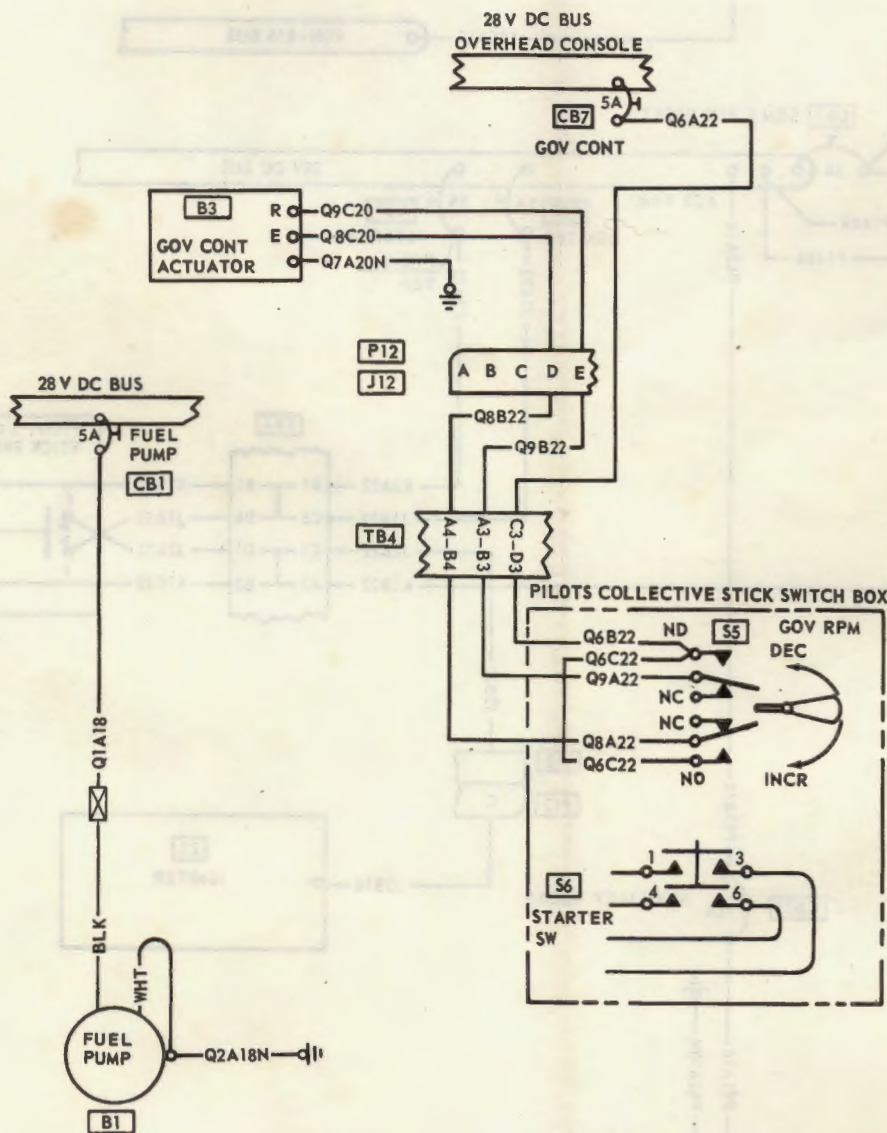 28 V DC BUS
OVERHEAD CONSOLE
5A
CB7
Q6A22
GOV CONT
B3
R
Q9C20
E
Q8C20
GOV CONT
ACTUATOR
Q7A20N
P12
J12
A B C D E
28 V DC BUS
5A
FUEL
PUMP
CB1
Q8B22
Q9B22
TB4
A4-B4
A3-B3
C3-D3
PILOTS COLLECTIVE STICK SWITCH BOX
Q6B22
ND
S5
GOV RPM
Q6C22
DEC
Q9A22
NC
NC
Q8A22
Q6C22
NO
INCR
Q1A18
1
3
S6
4
6
STARTER
SW
BLK
WHT
FUEL
PUMP
Q2A18N
B1